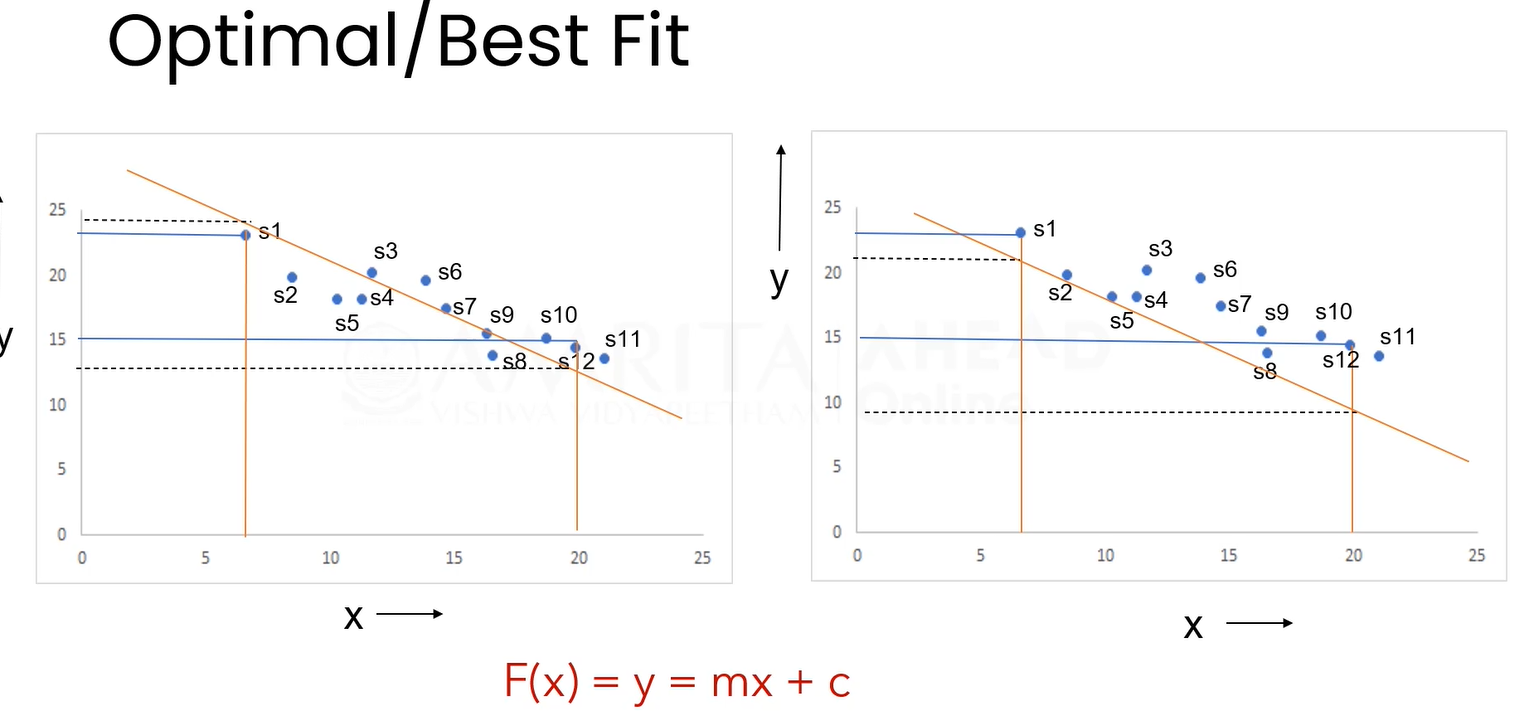 Optimal/Best Fit
y
25
20
15
10
5
0
0 5 10 15 20 25
s1
s2
s3
s4
s5
s6
s7
s8
s9
s10
s11
s12
x
y
25
20
15
10
5
0
0 5 10 15 20 25
s1
s2
s3
s4
s5
s6
s7
s8
s9
s10
s11
s12
x
AMRITA AHEAD
VISHWA VIDYAPEETHAM Online
F(x) = y = mx + c